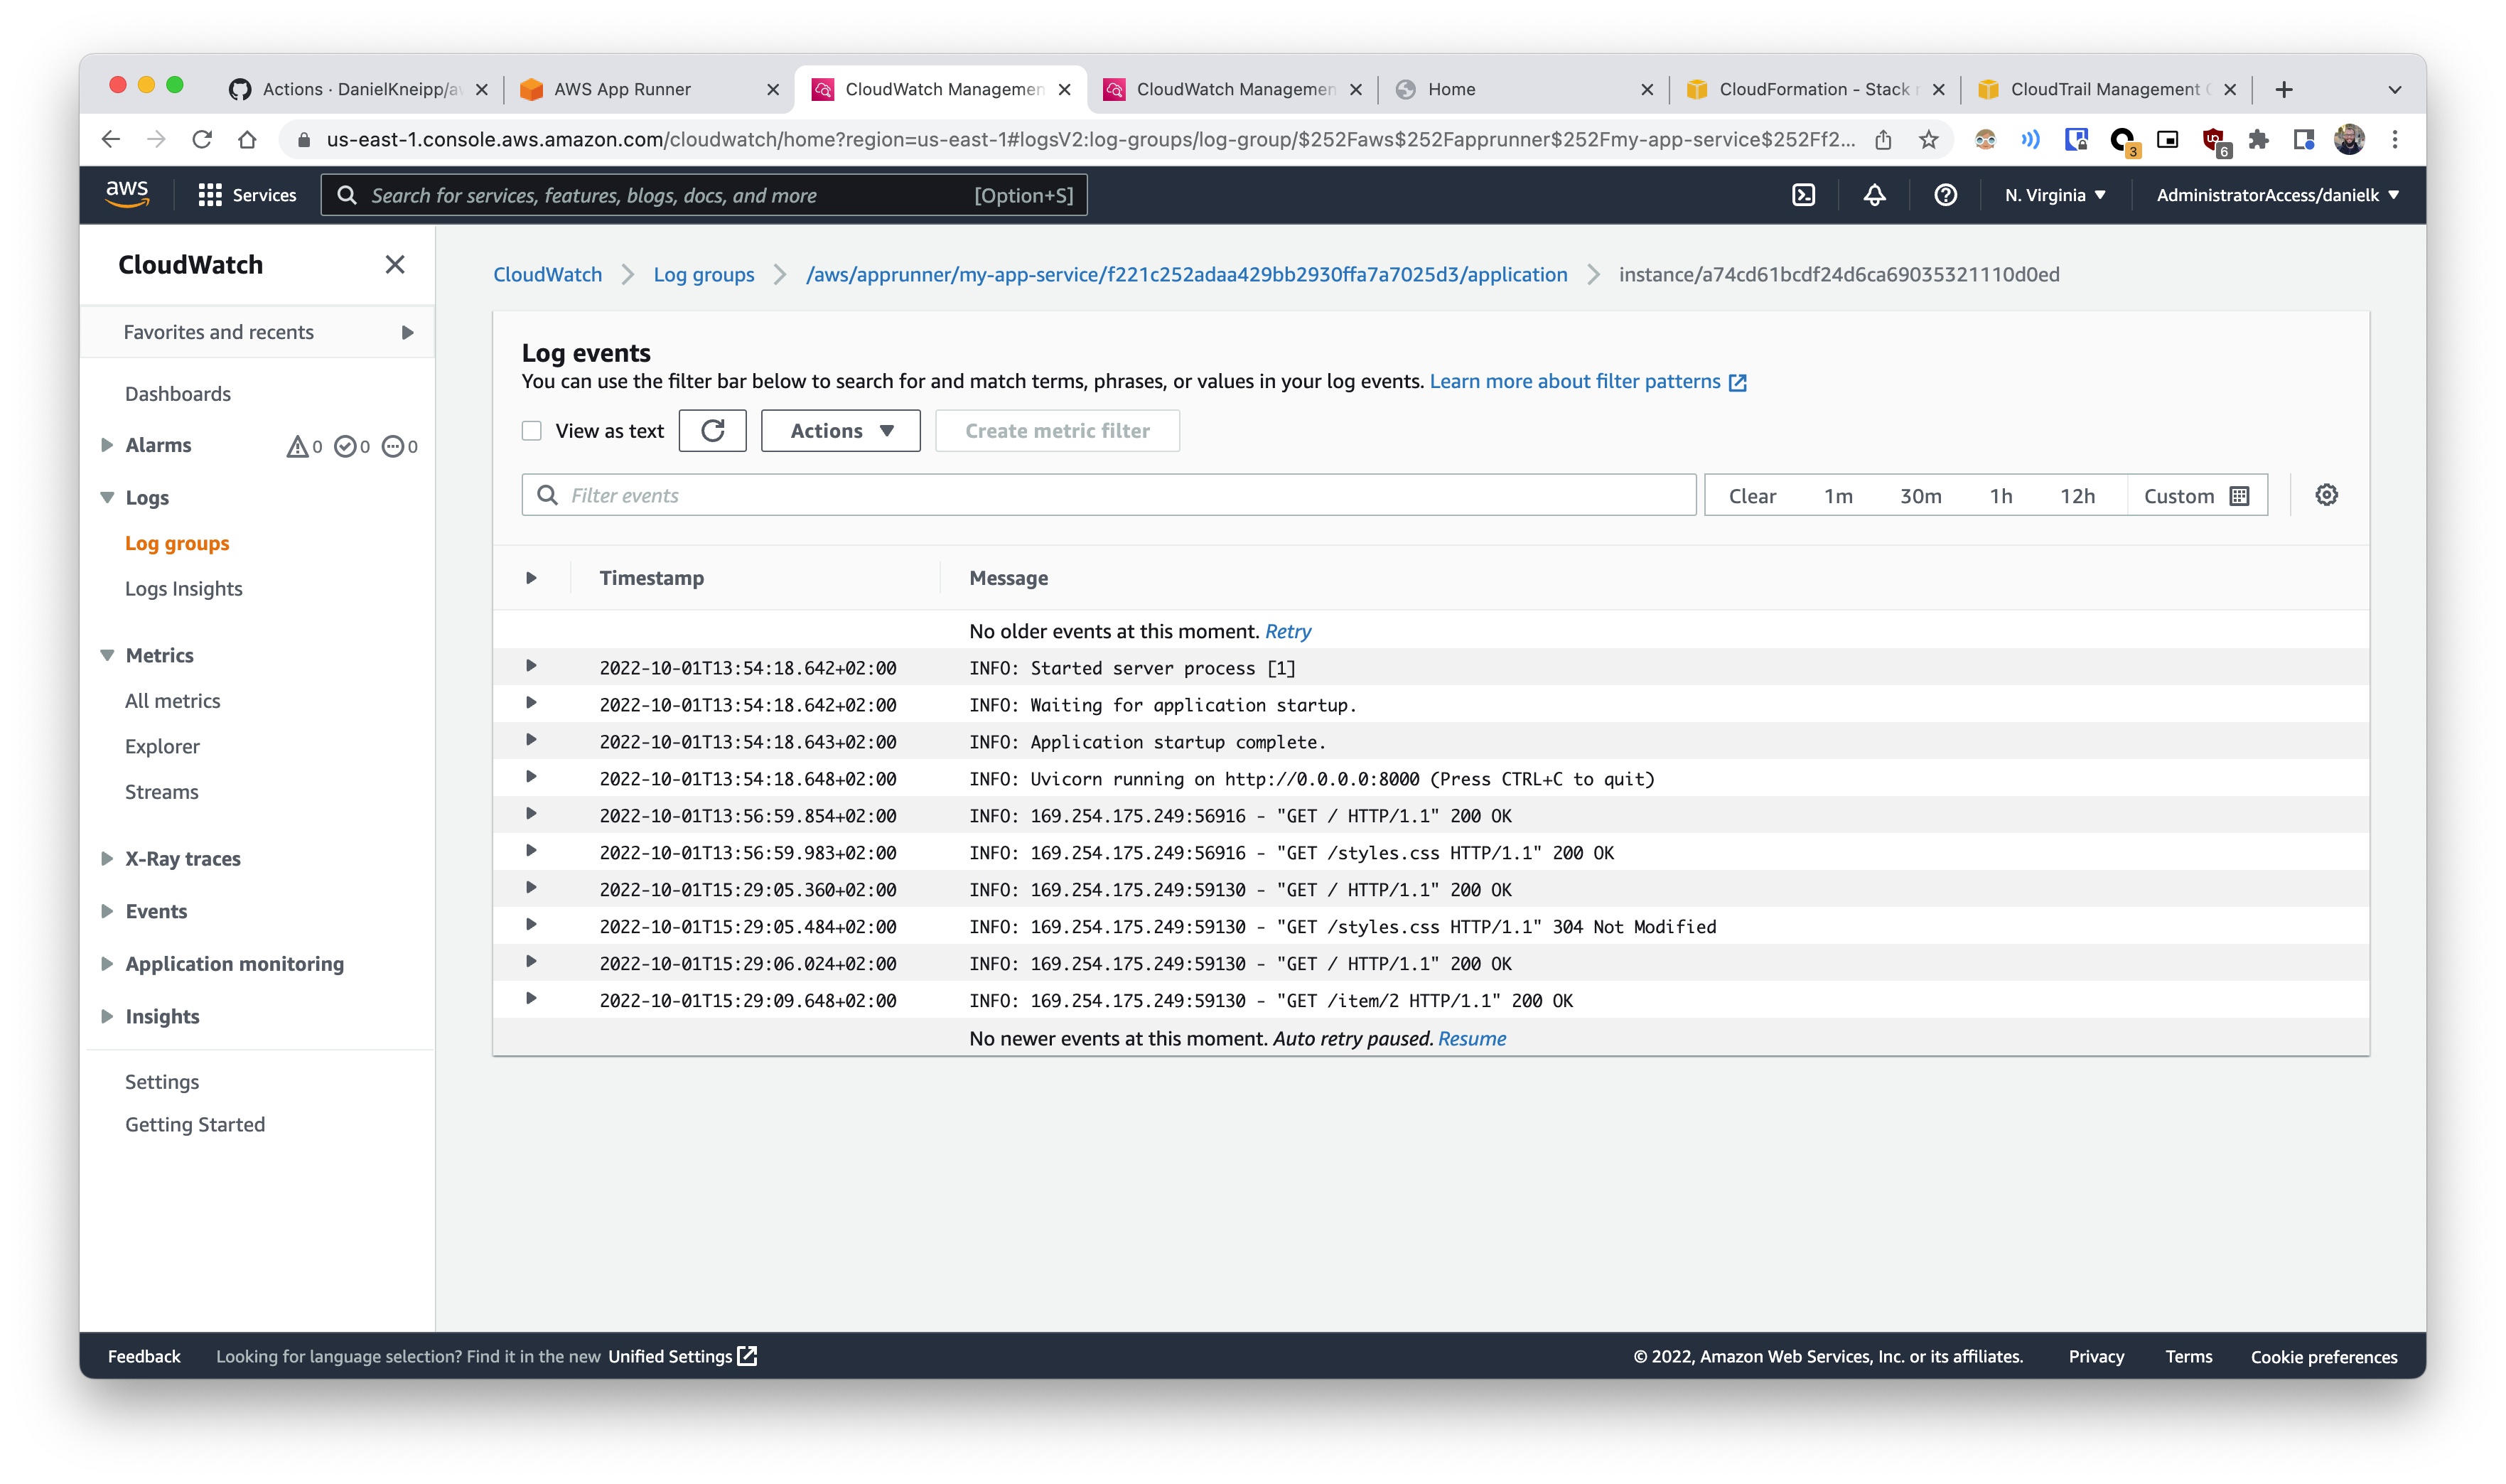 Actions · DanielKneipp/aw
AWS App Runner
CloudWatch Managemen
CloudWatch Managemen
Home
CloudFormation - Stack
CloudTrail Management
us-east-1.console.aws.amazon.com/cloudwatch/home?region=us-east-1#logsV2:log-groups/log-group/$252Faws$252Fapprunner$252Fmy-app-service$252Ff2...
3
6
aws
Services
Search for services, features, blogs, docs, and more
[Option+S]
N. Virginia
AdministratorAccess/danielk
CloudWatch
Favorites and recents
Dashboards
Alarms
0
0
0
Logs
Log groups
Logs Insights
Metrics
All metrics
Explorer
Streams
X-Ray traces
Events
Application monitoring
Insights
Settings
Getting Started
CloudWatch
Log groups
/aws/apprunner/my-app-service/f221c252adaa429bb2930ffa7a7025d3/application
instance/a74cd61bcdf24d6ca69035321110d0ed
Log events
You can use the filter bar below to search for and match terms, phrases, or values in your log events. Learn more about filter patterns
View as text
Actions
Create metric filter
Filter events
Clear
1m
30m
1h
12h
Custom
Timestamp
Message
No older events at this moment. Retry
2022-10-01T13:54:18.642+02:00 INFO: Started server process [1]
2022-10-01T13:54:18.642+02:00 INFO: Waiting for application startup.
2022-10-01T13:54:18.643+02:00 INFO: Application startup complete.
2022-10-01T13:54:18.648+02:00 INFO: Uvicorn running on http://0.0.0.0:8000 (Press CTRL+C to quit)
2022-10-01T13:56:59.854+02:00 INFO: 169.254.175.249:56916 - "GET / HTTP/1.1" 200 OK
2022-10-01T13:56:59.983+02:00 INFO: 169.254.175.249:56916 - "GET /styles.css HTTP/1.1" 200 OK
2022-10-01T15:29:05.360+02:00 INFO: 169.254.175.249:59130 - "GET / HTTP/1.1" 200 OK
2022-10-01T15:29:05.484+02:00 INFO: 169.254.175.249:59130 - "GET /styles.css HTTP/1.1" 304 Not Modified
2022-10-01T15:29:06.024+02:00 INFO: 169.254.175.249:59130 - "GET / HTTP/1.1" 200 OK
2022-10-01T15:29:09.648+02:00 INFO: 169.254.175.249:59130 - "GET /item/2 HTTP/1.1" 200 OK
No newer events at this moment. Auto retry paused. Resume
Feedback
Looking for language selection? Find it in the new Unified Settings
© 2022, Amazon Web Services, Inc. or its affiliates.
Privacy
Terms
Cookie preferences